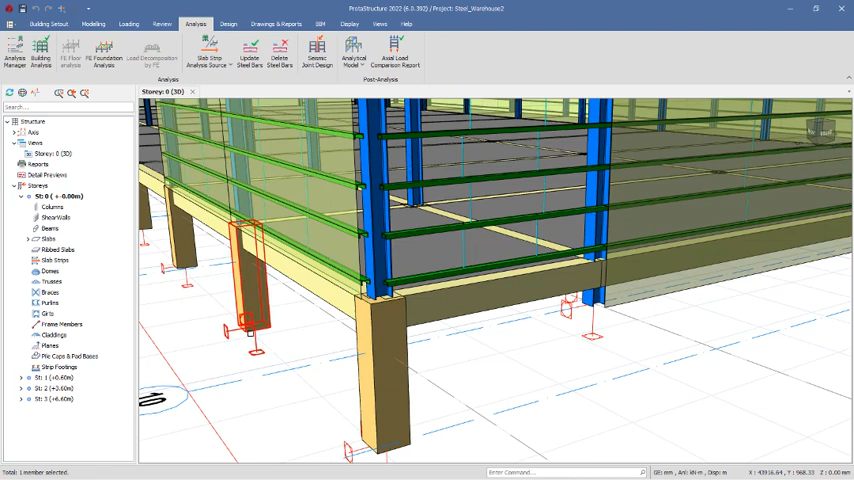 ProtaStructure 2022 (6.0.392) / Project: Steel_Warehouse2
Building Setout Modeling Loading Review Analysis Design Drawings & Reports BIM Display Views Help
Analysis Manager
Building Analysis
FE Floor analysis
FE Foundation Analysis
Load Decomposition by FE
Slab Strip Analysis Source
Update Steel Bars
Delete Steel Bars
Seismic Joint Design
Analytical Model
Axial Load Comparison Report
Analysis
Post-Analysis
Storey: 0 (3D)
Search...
Structure
Axis
Views
Storey: 0 (3D)
Reports
Detail Previews
Storeys
St: 0 ( +-0.00m)
Columns
ShearWalls
Beams
Slabs
Ribbed Slabs
Slab Strips
Domes
Trusses
Braces
Purlins
Girts
Frame Members
Claddings
Planes
Pile Caps & Pad Bases
Strip Footings
St: 1 (+0.60m)
St: 2 (+3.60m)
St: 3 (+6.60m)
Total: 1 member selected.
Enter Command...
GE: mm , Anl: kN-m , Disp: m
X : 43916.64 Y : 968.33 Z : 0.00 mm